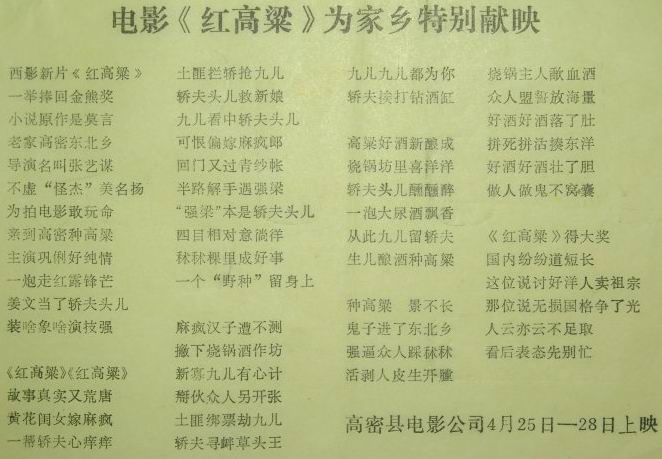 电影《红高粱》为家乡特别献映
西影新片《红高粱》
一举捧回金熊奖
小说原作是莫言
老家高密东北乡
导演名叫张艺谋
不虚“怪杰”美名扬
为拍电影敢玩命
亲到高密种高粱
主演巩俐好纯情
一炮走红露锋芒
姜文当了轿夫头儿
装啥象啥演技强
《红高粱》《红高粱》
故事真实又荒唐
黄花闺女嫁麻疯
一帮轿夫心痒痒
土匪拦轿抢九儿
轿夫头儿救新娘
九儿看中轿夫头儿
可恨偏嫁麻疯郎
回门又过青纱帐
半路解手遇强梁
“强梁”本是轿夫头儿
四目相对意徜徉
秫秫稞里成好事
一个“野种”留身上
麻疯汉子遭不测
撇下烧锅酒作坊
新寡九儿有心计
掰伙众人另开张
土匪绑票劫九儿
轿夫寻衅草头王
九儿九儿都为你
轿夫挨打钻酒缸
高粱好酒新酿成
烧锅坊里喜洋洋
轿夫头儿醺醺醉
一泡大尿酒飘香
从此九儿留轿夫
生儿酿酒种高粱
种高粱　景不长
鬼子进了东北乡
强逼众人踩秫秫
活剥人皮生开膛
烧锅主人歃血酒
众人盟誓放海量
好酒好酒落了肚
拼死拼活揍东洋
好酒好酒壮了胆
做人做鬼不窝囊
《红高粱》得大奖
国内纷纷道短长
这位说讨好洋人卖祖宗
那位说无损国格争了光
人云亦云不足取
看后表态先别忙
高密县电影公司4月25日—28日上映